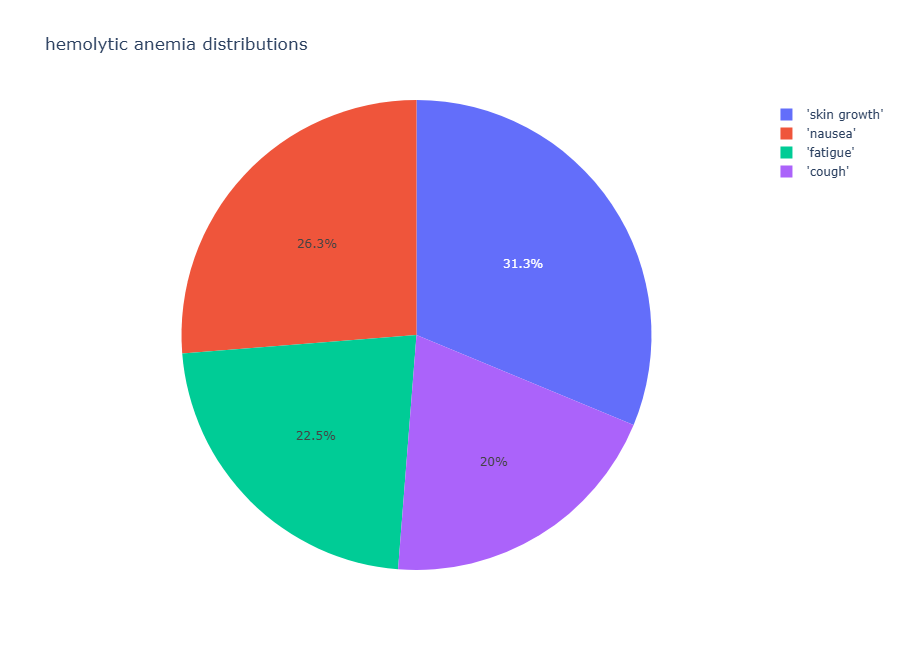 hemolytic anemia distributions
'skin growth'
'nausea'
'fatigue'
'cough'
26.3%
31.3%
22.5%
20%